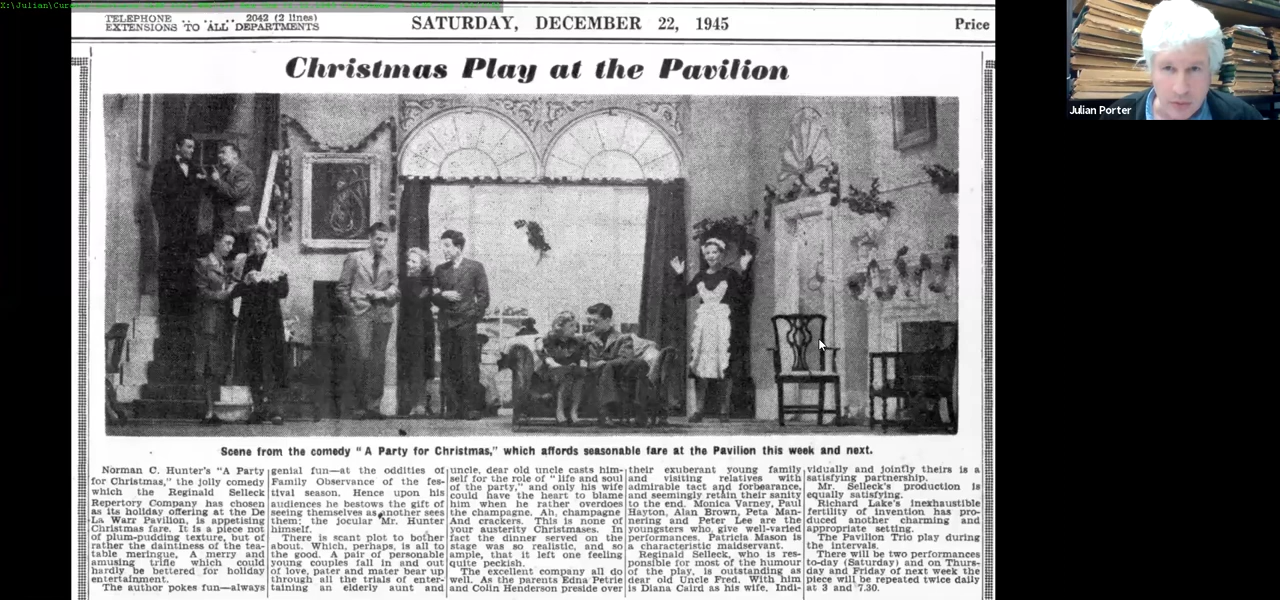 TELEPHONE .. .. .. 2042 (2 lines)
EXTENSIONS TO ALL DEPARTMENTS
SATURDAY, DECEMBER 22, 1945
Price
Christmas Play at the Pavilion
Julian Porter
Scene from the comedy "A Party for Christmas," which affords seasonable fare at the Pavilion this week and next.
Norman C. Hunter's "A Party
for Christmas," the jolly comedy
which the Reginald Selleck
Repertory Company has chosen
as its holiday offering at the De
La Warr Pavilion, is appetising
Christmas fare. It is a piece not
of plum-pudding texture, but of
rather the daintiness of the tea-
table meringue. A merry and
amusing trifle which could
hardly be bettered for holiday
entertainment.
The author pokes fun—always
genial fun—at the oddities of
Family Observance of the fes-
tival season. Hence upon his
audiences he bestows the gift of
seeing themselves as another sees
them: the jocular Mr. Hunter
himself.
There is scant plot to bother
about. Which, perhaps, is all to
the good. A pair of personable
young couples fall in and out
of love, pater and mater bear up
through all the trials of enter-
taining an elderly aunt and
uncle, dear old uncle casts him-
self for the role of "life and soul
of the party," and only his wife
could have the heart to blame
him when he rather overdoes
the champagne. Ah, champagne
And crackers. This is none of
your austerity Christmases. In
fact the dinner served on the
stage was so realistic, and so
ample, that it left one feeling
quite peckish.
The excellent company all do
well. As the parents Edna Petrie
and Colin Henderson preside over
their exuberant young family
and visiting relatives with
admirable tact and forbearance,
and seemingly retain their sanity
to the end. Monica Varney, Paul
Hayton, Alan Brown, Peta Man-
nering and Peter Lee are the
youngsters who give well-varied
performances. Patricia Mason is
a characteristic maidservant.
Reginald Selleck, who is res-
ponsible for most of the humour
of the play, is outstanding as
dear old Uncle Fred. With him
is Diana Caird as his wife. Indi-
vidually and jointly theirs is a
satisfying partnership.
Mr. Selleck's production is
equally satisfying.
Richard Lake's inexhaustible
fertility of invention has pro-
duced another charming and
appropriate setting.
The Pavilion Trio play during
the intervals.
There will be two performances
to-day (Saturday) and on Thurs-
day and Friday of next week the
piece will be repeated twice daily
at 3 and 7.30.